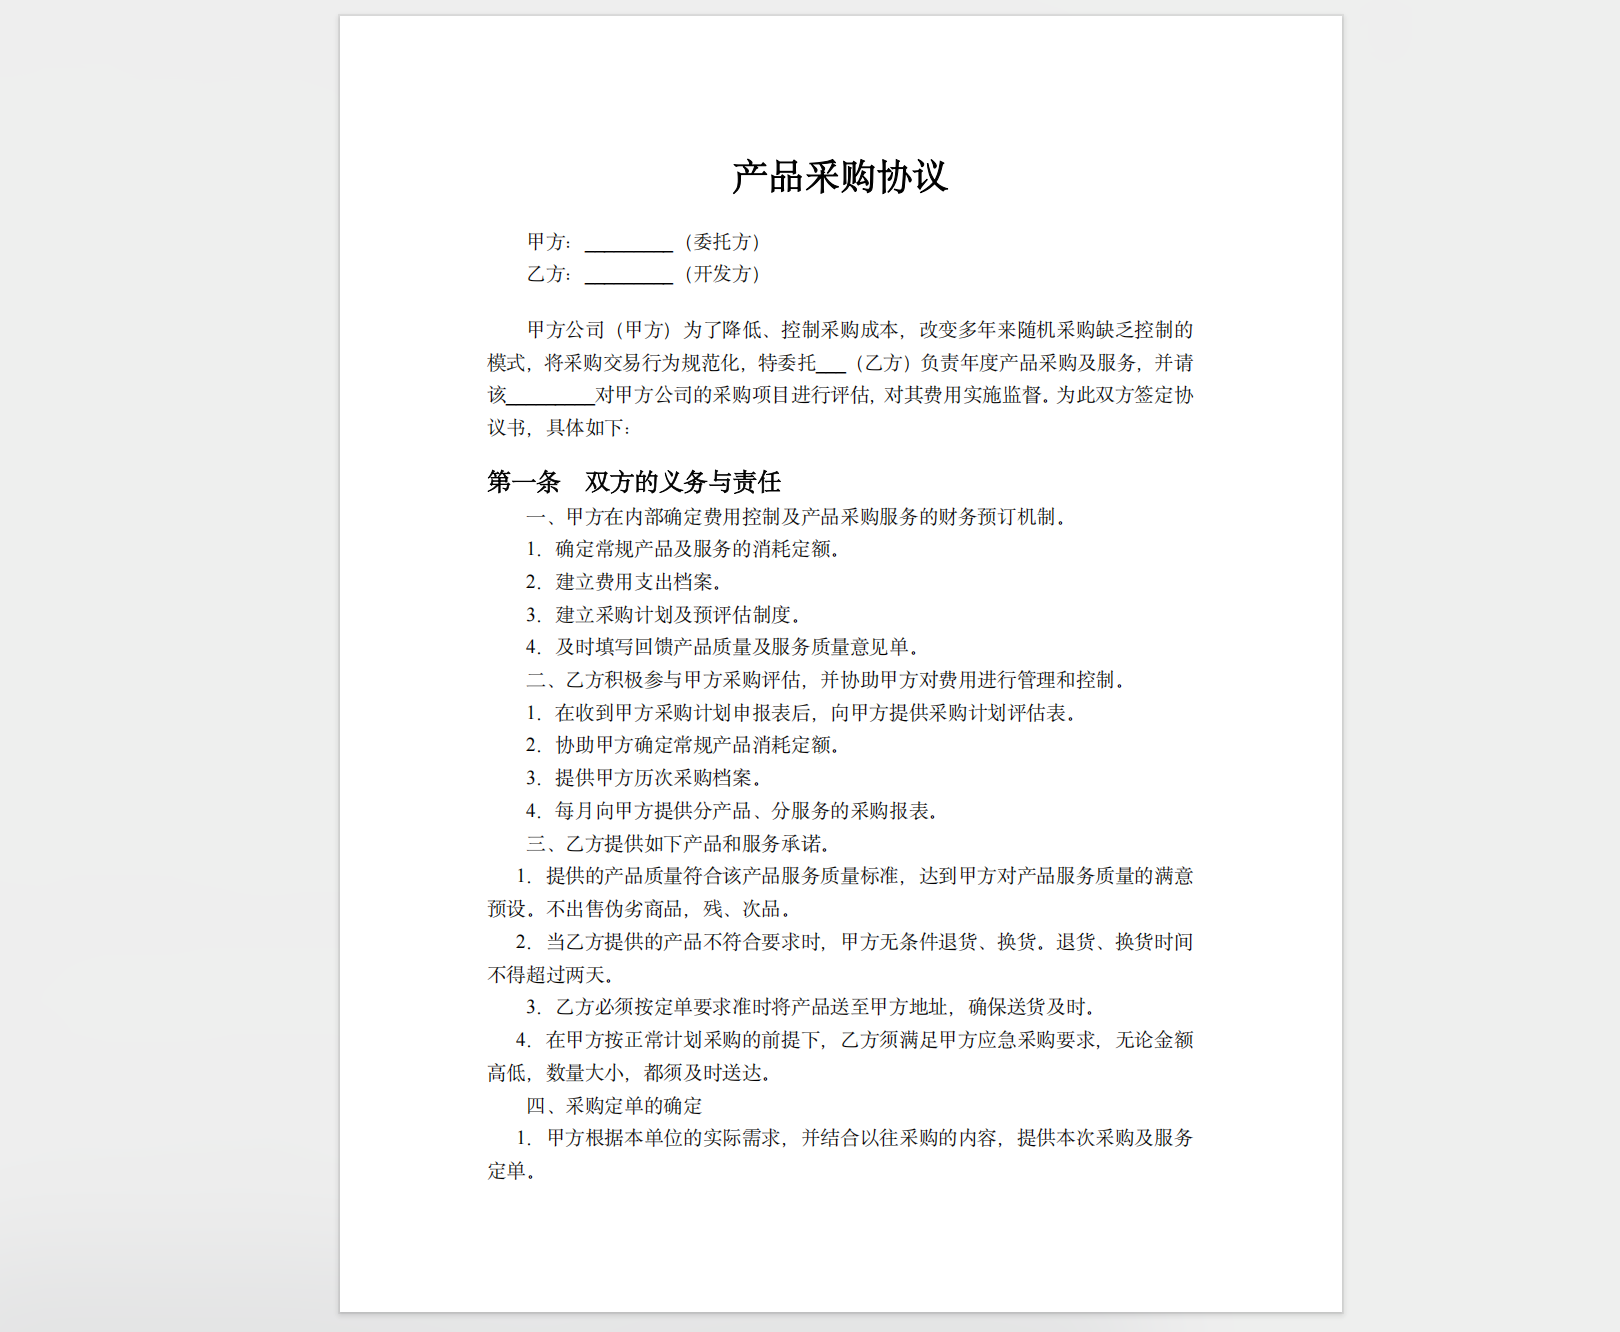 产品采购协议
甲方：_________（委托方）
乙方：_________（开发方）
甲方公司（甲方）为了降低、控制采购成本，改变多年来随机采购缺乏控制的
模式，将采购交易行为规范化，特委托___（乙方）负责年度产品采购及服务，并请
该_________对甲方公司的采购项目进行评估，对其费用实施监督。为此双方签定协
议书，具体如下：
第一条　双方的义务与责任
一、甲方在内部确定费用控制及产品采购服务的财务预订机制。
1．确定常规产品及服务的消耗定额。
2．建立费用支出档案。
3．建立采购计划及预评估制度。
4．及时填写回馈产品质量及服务质量意见单。
二、乙方积极参与甲方采购评估，并协助甲方对费用进行管理和控制。
1．在收到甲方采购计划申报表后，向甲方提供采购计划评估表。
2．协助甲方确定常规产品消耗定额。
3．提供甲方历次采购档案。
4．每月向甲方提供分产品、分服务的采购报表。
三、乙方提供如下产品和服务承诺。
1．提供的产品质量符合该产品服务质量标准，达到甲方对产品服务质量的满意
预设。不出售伪劣商品，残、次品。
2．当乙方提供的产品不符合要求时，甲方无条件退货、换货。退货、换货时间
不得超过两天。
3．乙方必须按定单要求准时将产品送至甲方地址，确保送货及时。
4．在甲方按正常计划采购的前提下，乙方须满足甲方应急采购要求，无论金额
高低，数量大小，都须及时送达。
四、采购定单的确定
1．甲方根据本单位的实际需求，并结合以往采购的内容，提供本次采购及服务
定单。